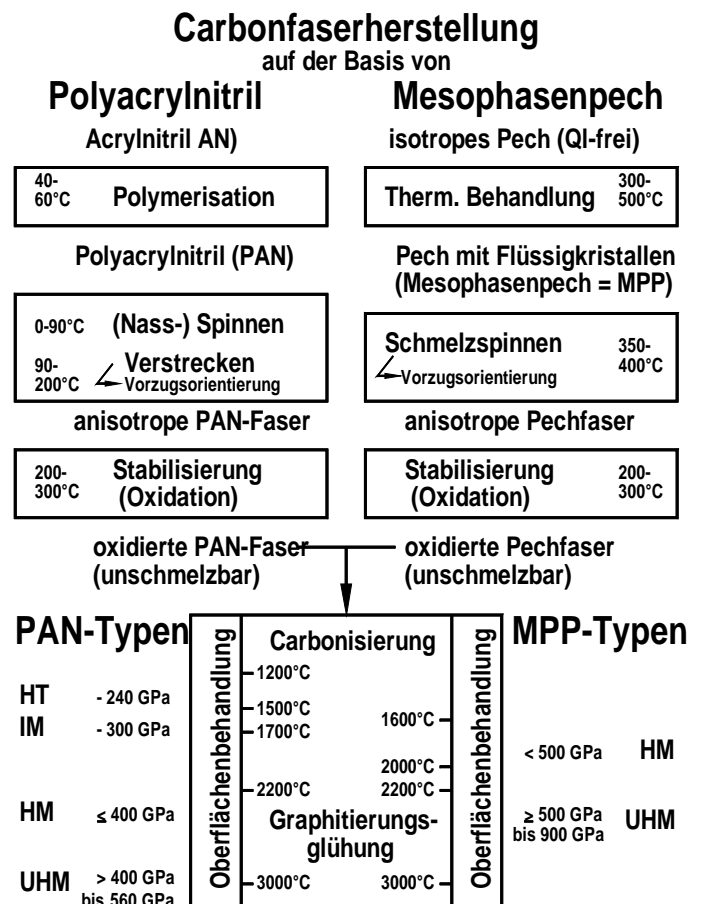 Carbonfaserherstellung
auf der Basis von
Polyacrylnitril
Acrylnitril AN)
40-
60°C
Polymerisation
Polyacrylnitril (PAN)
0-90°C (Nass-) Spinnen
90-
200°C
Verstrecken
Vorzugsorientierung
anisotrope PAN-Faser
200-
300°C
Stabilisierung
(Oxidation)
oxidierte PAN-Faser
(unschmelzbar)
Mesophasenpech
isotropes Pech (QI-frei)
Therm. Behandlung
300-
500°C
Pech mit Flüssigkristallen
(Mesophasenpech = MPP)
Schmelzspinnen
Vorzugsorientierung
350-
400°C
anisotrope Pechfaser
Stabilisierung
(Oxidation)
200-
300°C
oxidierte Pechfaser
(unschmelzbar)
PAN-Typen
HT - 240 GPa
IM - 300 GPa
HM ≤ 400 GPa
UHM > 400 GPa
bis 560 GPa
Oberflächenbehandlung
Carbonisierung
1200°C
1500°C
1700°C
1600°C
2000°C
2200°C
2200°C
Graphitierungs-
glühung
3000°C
3000°C
Oberflächenbehandlung
MPP-Typen
< 500 GPa HM
≥ 500 GPa
bis 900 GPa
UHM